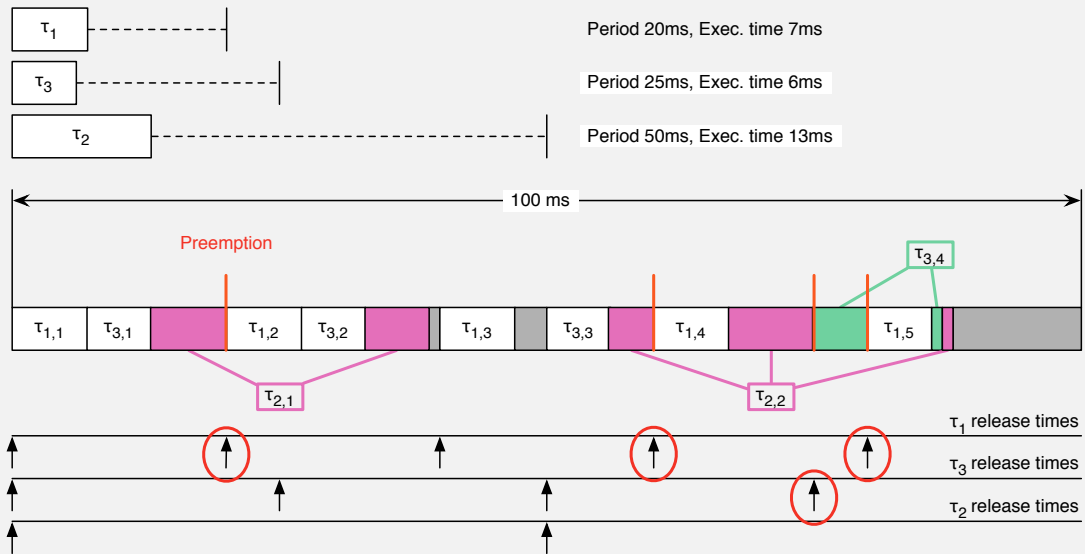 τ1
Period 20ms, Exec. time 7ms
τ3
Period 25ms, Exec. time 6ms
τ2
Period 50ms, Exec. time 13ms
100 ms
Preemption
τ3,4
τ1,1
τ3,1
τ1,2
τ3,2
τ1,3
τ3,3
τ1,4
τ1,5
τ2,1
τ2,2
τ1 release times
τ3 release times
τ2 release times